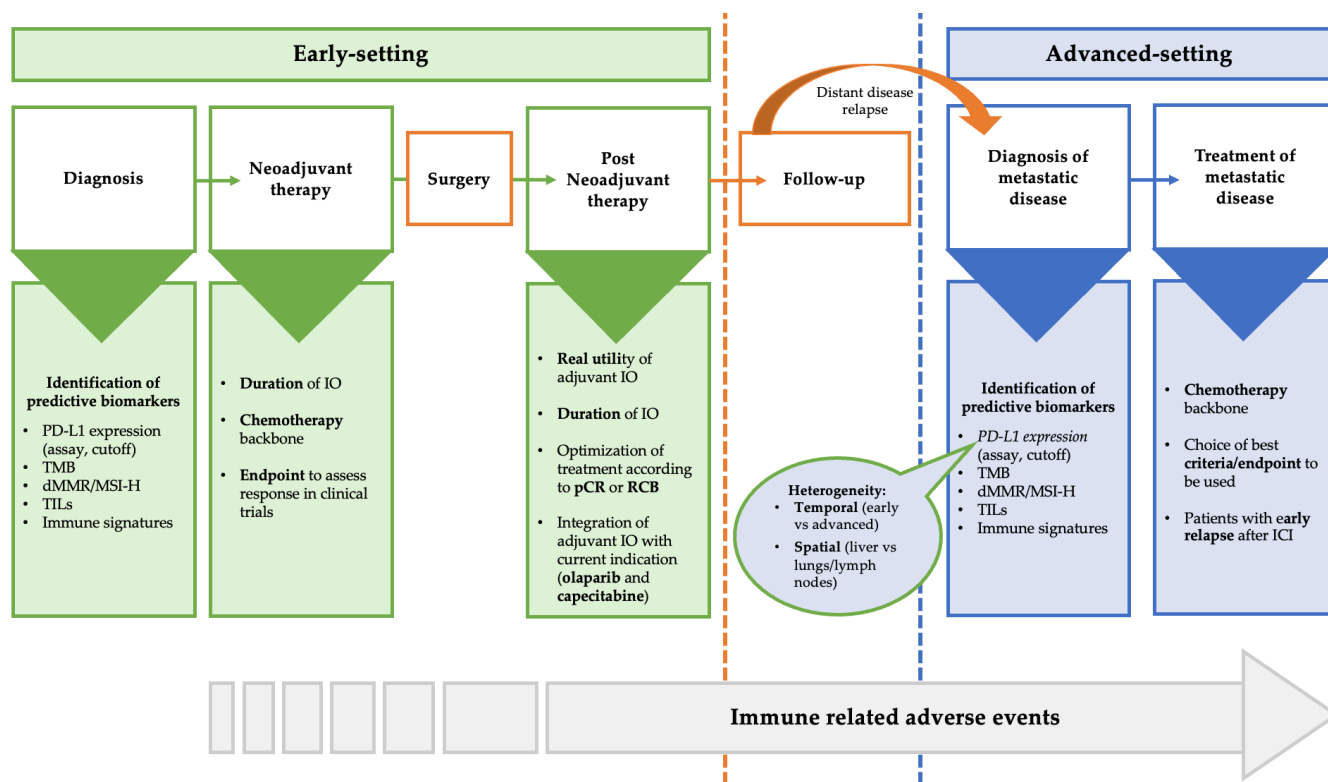 Early-setting
Advanced-setting
Distant disease
relapse
Diagnosis
Neoadjuvant
therapy
Surgery
Post
Neoadjuvant
therapy
Follow-up
Diagnosis of
metastatic
disease
Treatment of
metastatic
disease
Identification of
predictive biomarkers
• PD-L1 expression
(assay, cutoff)
• TMB
• dMMR/MSI-H
• TILs
• Immune signatures
• Duration of IO
• Chemotherapy
backbone
• Endpoint to assess
response in clinical
trials
• Real utility of
adjuvant IO
• Duration of IO
• Optimization of
treatment according
to pCR or RCB
• Integration of
adjuvant IO with
current indication
(olaparib and
capecitabine)
Heterogeneity:
• Temporal (early
vs advanced)
• Spatial (liver vs
lungs/lymph
nodes)
Identification of
predictive biomarkers
• PD-L1 expression
(assay, cutoff)
• TMB
• dMMR/MSI-H
• TILs
• Immune signatures
• Chemotherapy
backbone
• Choice of best
criteria/endpoint to
be used
• Patients with early
relapse after ICI
Immune related adverse events